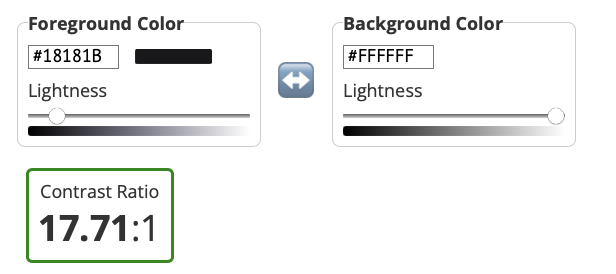 Foreground Color
#18181B
Lightness
Background Color
#FFFFFF
Lightness
Contrast Ratio
17.71:1